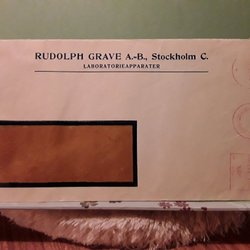 RUDOLPH GRAVE A.-B., Stockholm C.
LABORATORIEAPPARATER